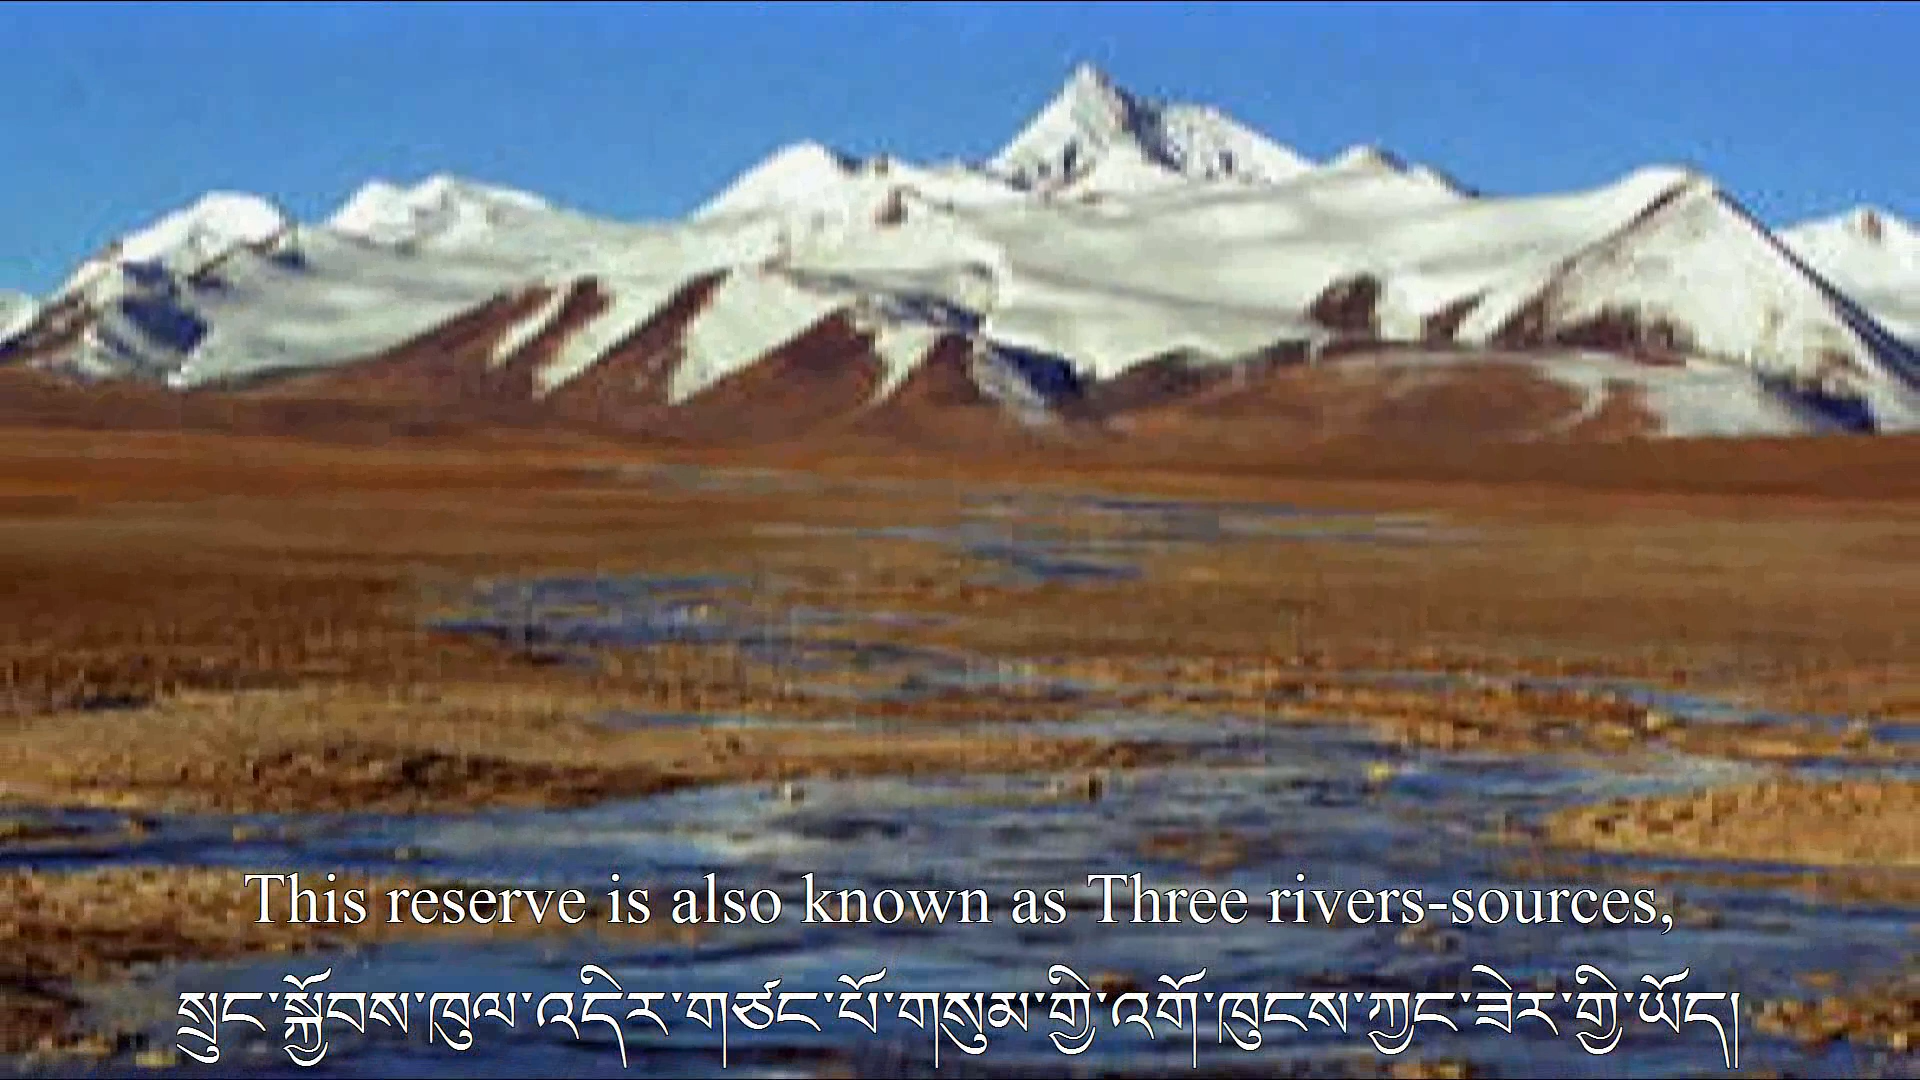 This reserve is also known as Three rivers-sources,
སྲུང་སྐྱོབས་ཁུལ་འདིར་གཙང་པོ་གསུམ་གྱི་འགོ་ཁུངས་ཀྱང་ཟེར་གྱི་ཡོད།